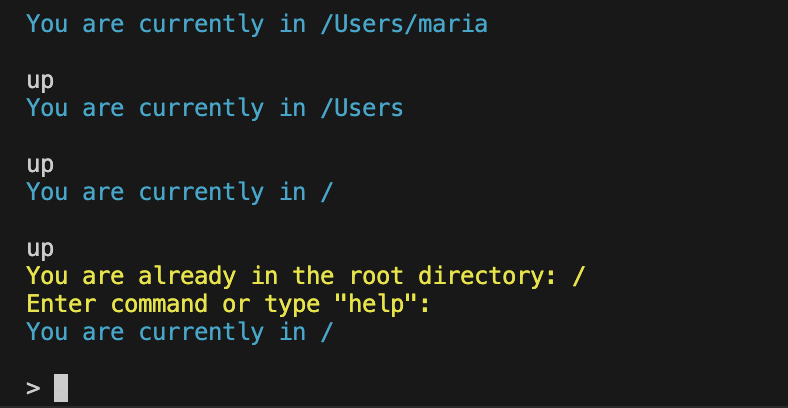 You are currently in /Users/maria
up
You are currently in /Users
up
You are currently in /
up
You are already in the root directory: /
Enter command or type "help":
You are currently in /
>